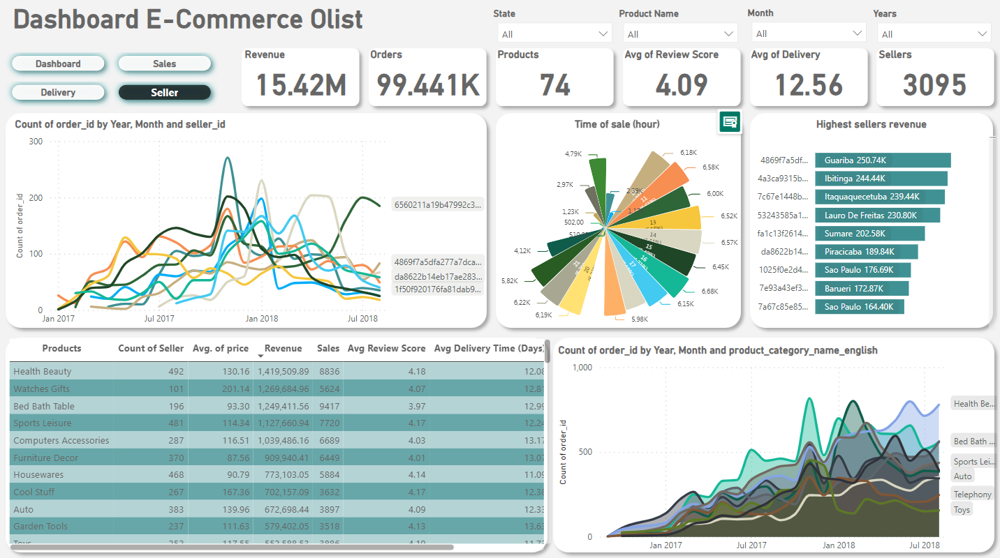 Dashboard E-Commerce Olist
State
Product Name
Month
Years
All
All
All
All
Dashboard
Sales
Delivery
Seller
Revenue
15.42M
Orders
99.441K
Products
74
Avg of Review Score
4.09
Avg of Delivery
12.56
Sellers
3095
Count of order_id by Year, Month and seller_id
Count of order_id
300
200
100
0
Jan 2017
Jul 2017
Jan 2018
Jul 2018
6560211a19b47992c3...
4869f7a5dfa277a7dca...
da8622b14eb17ae283...
1f50f920176fa81dab9...
Time of sale (hour)
4,79K
2,97K
1,23K
502,00
4,12K
5,82K
6,22K
6,19K
5,98K
6,15K
6,68K
6,45K
6,57K
6,52K
6,00K
6,58K
6,18K
2,39K
11
13
14
15
16
17
20
21
Highest sellers revenue
4869f7a5df... Guariba 250.74K
4a3ca9315b... Ibitinga 244.44K
7c67e1448b... Itaquaquecetuba 239.44K
53243585a1... Lauro De Freitas 230.80K
fa1c13f2614... Sumare 202.58K
da8622b14... Piracicaba 189.84K
1025f0e2d4... Sao Paulo 176.69K
7e93a43ef3... Barueri 172.87K
7a67c85e85... Sao Paulo 164.40K
Products Count of Seller Avg. of price Revenue Sales Avg Review Score Avg Delivery Time (Days)
Health Beauty 492 130.16 1,419,509.89 8836 4.18 12.08
Watches Gifts 101 201.14 1,269,684.96 5624 4.07 12.81
Bed Bath Table 196 93.30 1,249,411.56 9417 3.97 12.99
Sports Leisure 481 114.34 1,127,660.94 7720 4.17 12.24
Computers Accessories 287 116.51 1,039,486.16 6689 4.03 13.17
Furniture Decor 370 87.56 909,940.41 6449 4.01 13.07
Housewares 468 90.79 773,103.05 5884 4.14 11.09
Cool Stuff 267 167.36 702,157.09 3632 4.17 12.38
Auto 383 139.96 672,698.44 3897 4.09 12.33
Garden Tools 237 111.63 579,402.05 3518 4.13 13.63
Toys 252 117.55 552,588.53 3886 4.19 11.73
Count of order_id by Year, Month and product_category_name_english
Count of order_id
1,000
500
0
Jan 2017
Jul 2017
Jan 2018
Jul 2018
Health Be...
Bed Bath ...
Sports Lei...
Auto
Telephony
Toys